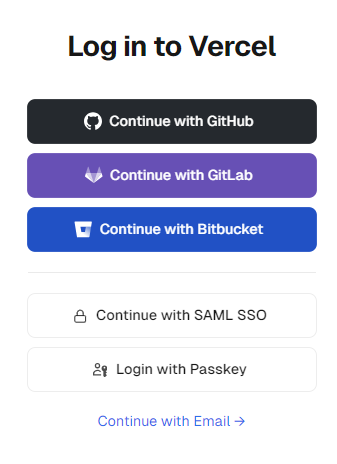 Log in to Vercel
Continue with GitHub
Continue with GitLab
Continue with Bitbucket
Continue with SAML SSO
Login with Passkey
Continue with Email →